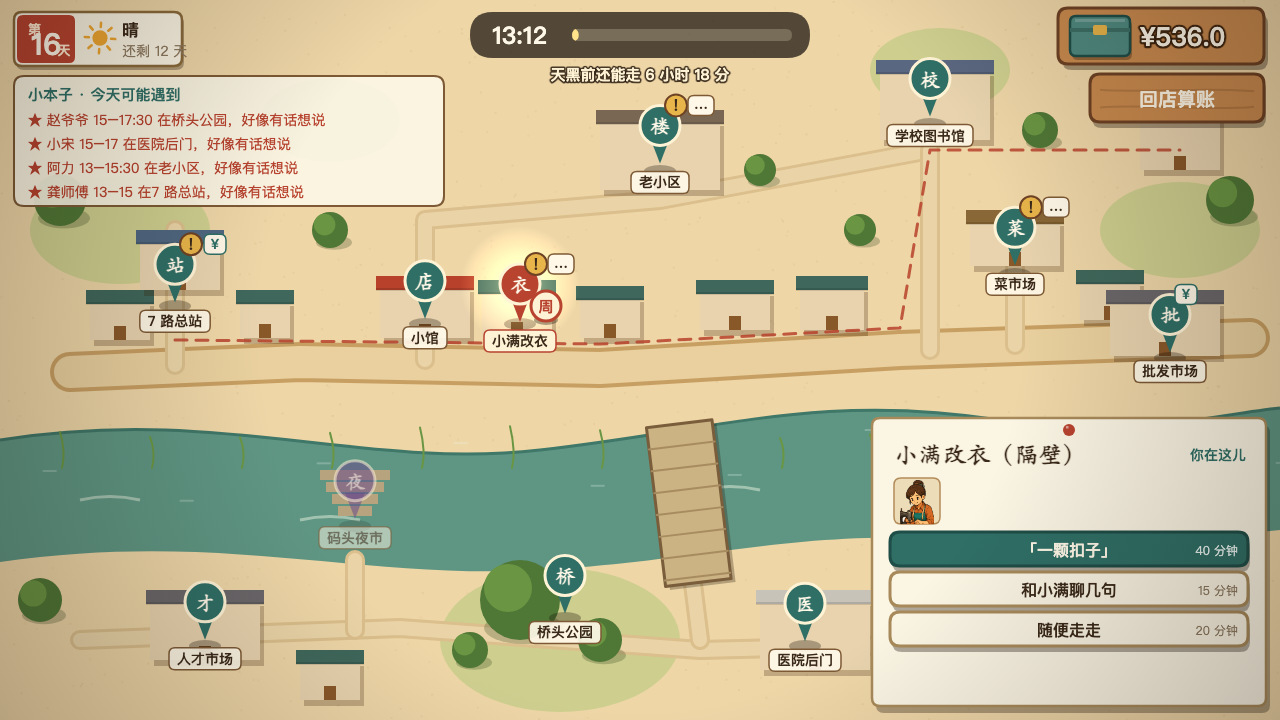 第
16天
晴
还剩 12 天
13:12
天黑前还能走 6 小时 18 分
¥536.0
回店算账
小本子 · 今天可能遇到
★ 赵爷爷 15—17:30 在桥头公园，好像有话想说
★ 小宋 15—17 在医院后门，好像有话想说
★ 阿力 13—15:30 在老小区，好像有话想说
★ 龚师傅 13—15 在7 路总站，好像有话想说
校
学校图书馆
!
...
楼
老小区
!
...
菜
菜市场
!
¥
站
7 路总站
店
小馆
!
...
衣
周
小满改衣
¥
批
批发市场
夜
码头夜市
才
人才市场
桥
桥头公园
医
医院后门
小满改衣（隔壁）
你在这儿
「一颗扣子」
40 分钟
和小满聊几句
15 分钟
随便走走
20 分钟